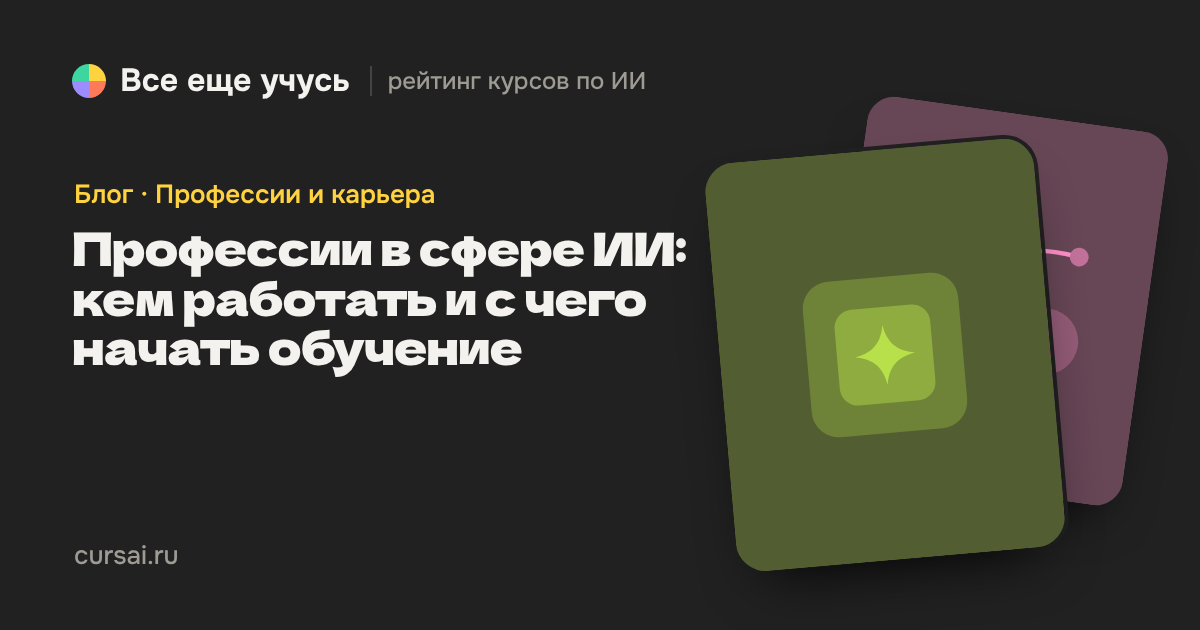 Все еще учусь | рейтинг курсов по ИИ
Блог · Профессии и карьера
Профессии в сфере ИИ:
кем работать и с чего
начать обучение
cursai.ru